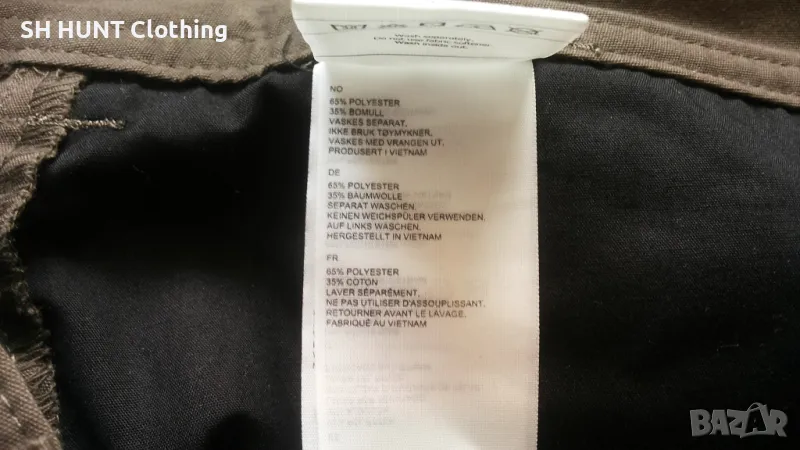 SH HUNT Clothing
Wash separately.
Do not use fabric softener.
Wash inside out.
NO
65% POLYESTER
35% BOMULL
VASKES SEPARAT.
IKKE BRUK TØYMYKNER.
VASKES MED VRANGEN UT.
PRODUSERT I VIETNAM
DE
65% POLYESTER
35% BAUMWOLLE
SEPARAT WASCHEN.
KEINEN WEICHSPÜLER VERWENDEN.
AUF LINKS WASCHEN.
HERGESTELLT IN VIETNAM
FR
65% POLYESTER
35% COTON
LAVER SÉPARÉMENT.
NE PAS UTILISER D'ASSOUPLISSANT.
RETOURNER AVANT LE LAVAGE.
FABRIQUÉ AU VIETNAM
BAZAR